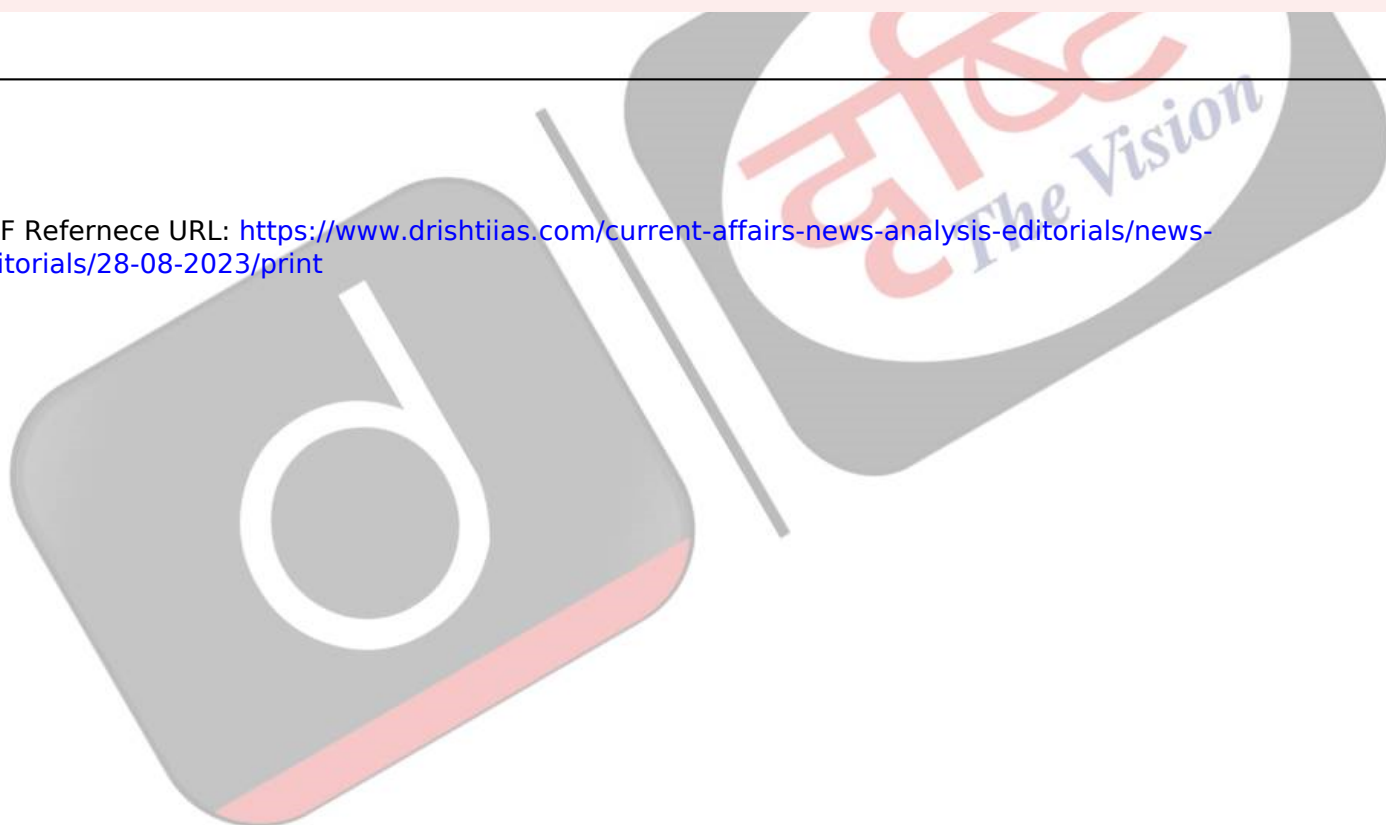 दृष्टि
The Vision
F Refernece URL: https://www.drishtiias.com/current-affairs-news-analysis-editorials/news-
itorials/28-08-2023/print
d